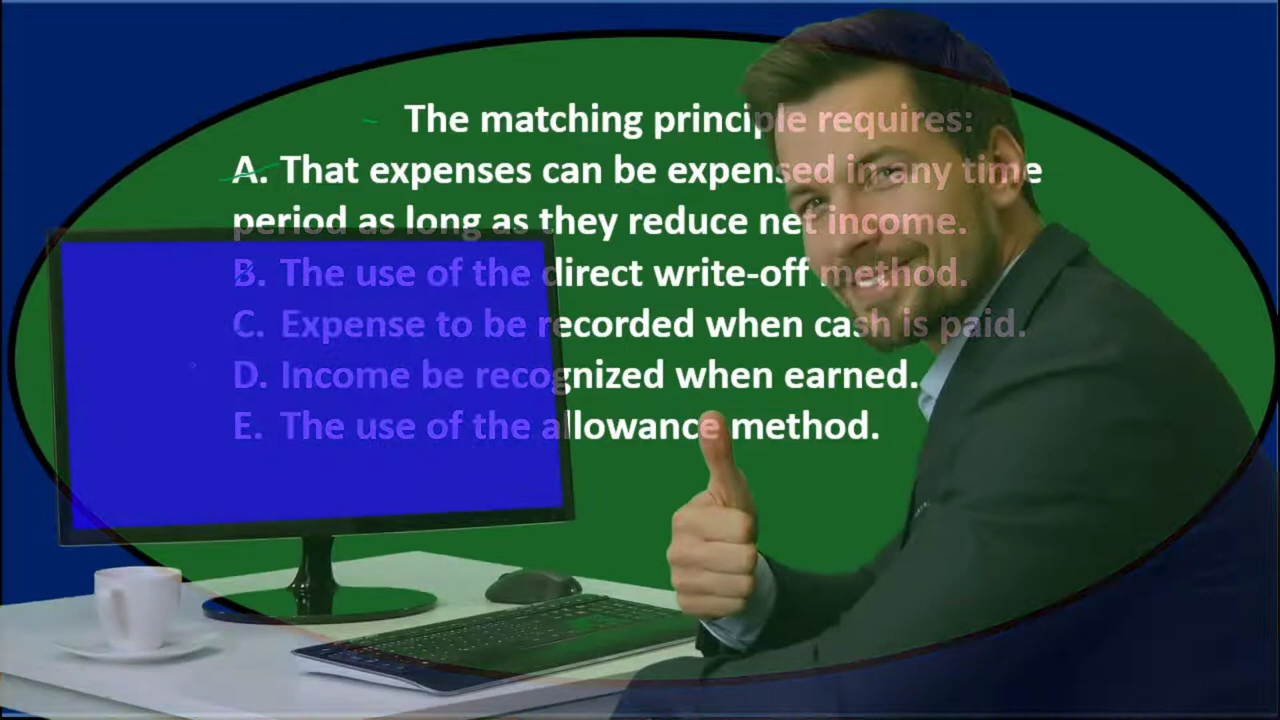 The matching principle requires:
A. That expenses can be expensed in any time
period as long as they reduce net income.
B. The use of the direct write-off method.
C. Expense to be recorded when cash is paid.
D. Income be recognized when earned.
E. The use of the allowance method.